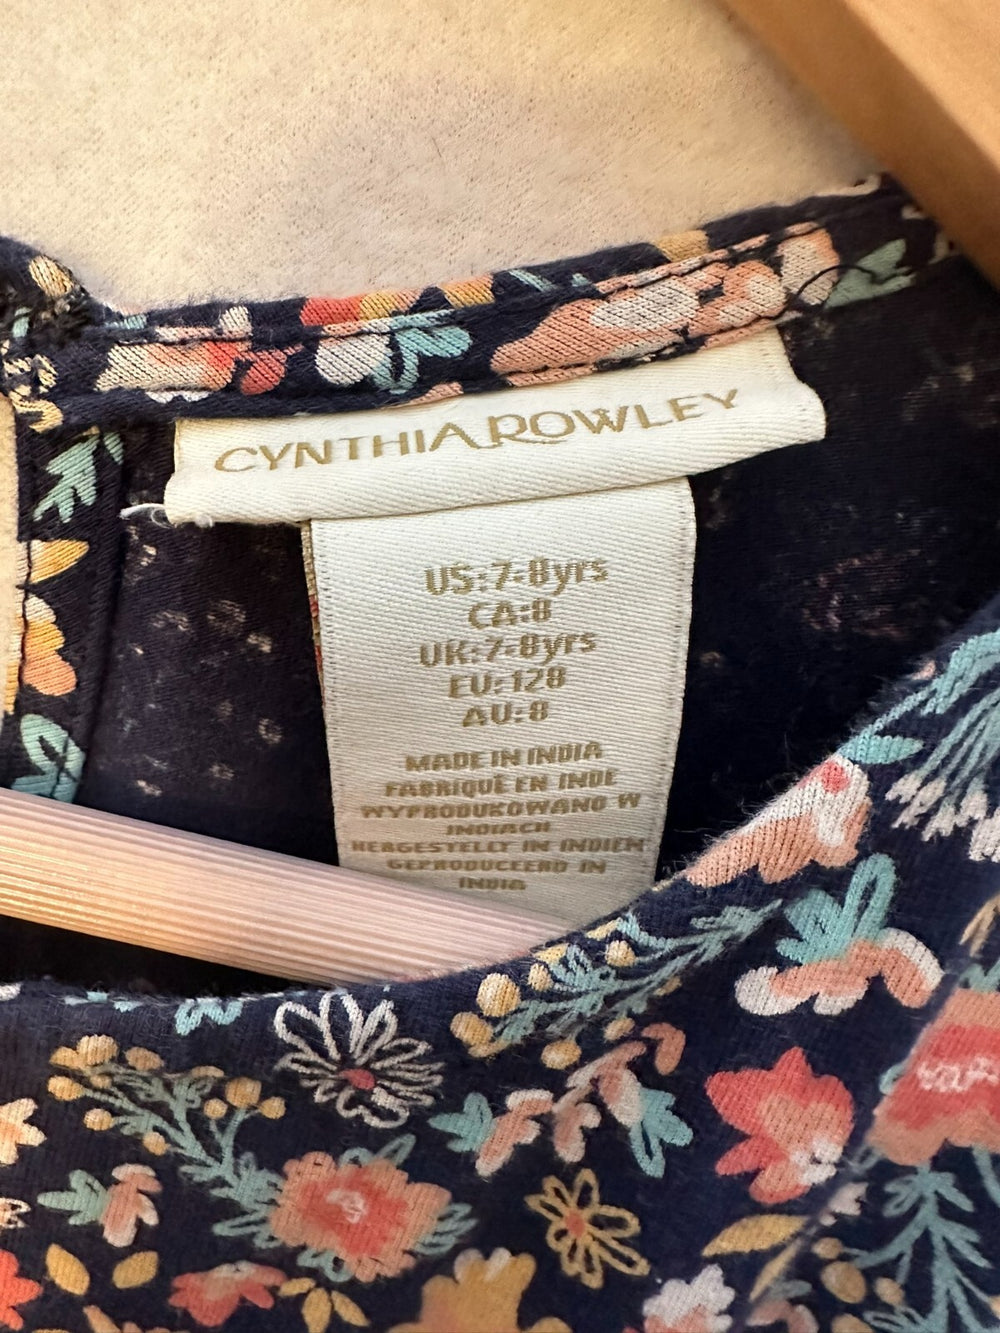 CYNTHIA ROWLEY
US:7-8yrs
CA:8
UK:7-8yrs
EU:128
AU:8
MADE IN INDIA
FABRIQUÉ EN INDE
WYPRODUKOWANO W
INDIACH
HERGESTELLT IN INDIEN
GEPRODUCEERD IN
INDIA